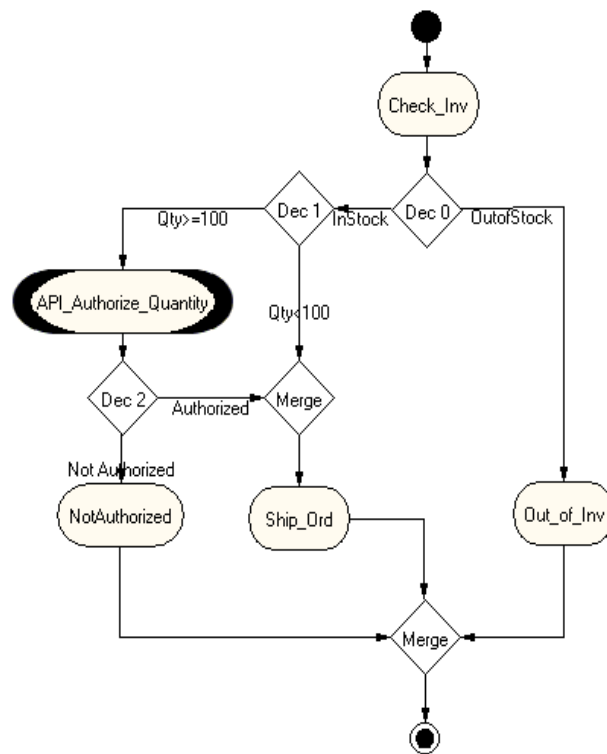 Check_Inv
Dec 1
InStock
Dec 0
OutofStock
Qty>=100
API_Authorize_Quantity
Qty<100
Dec 2
Authorized
Merge
Not Authorized
NotAuthorized
Ship_Ord
Out_of_Inv
Merge